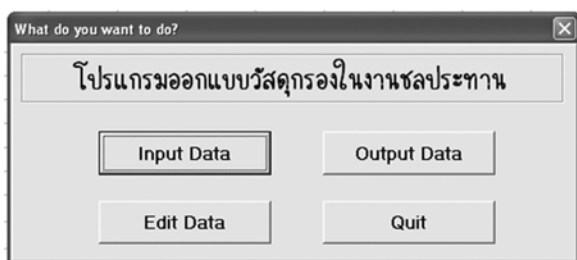 What do you want to do?
โปรแกรมออกแบบวัสดุกรองในงานชลประทาน
Input Data
Output Data
Edit Data
Quit